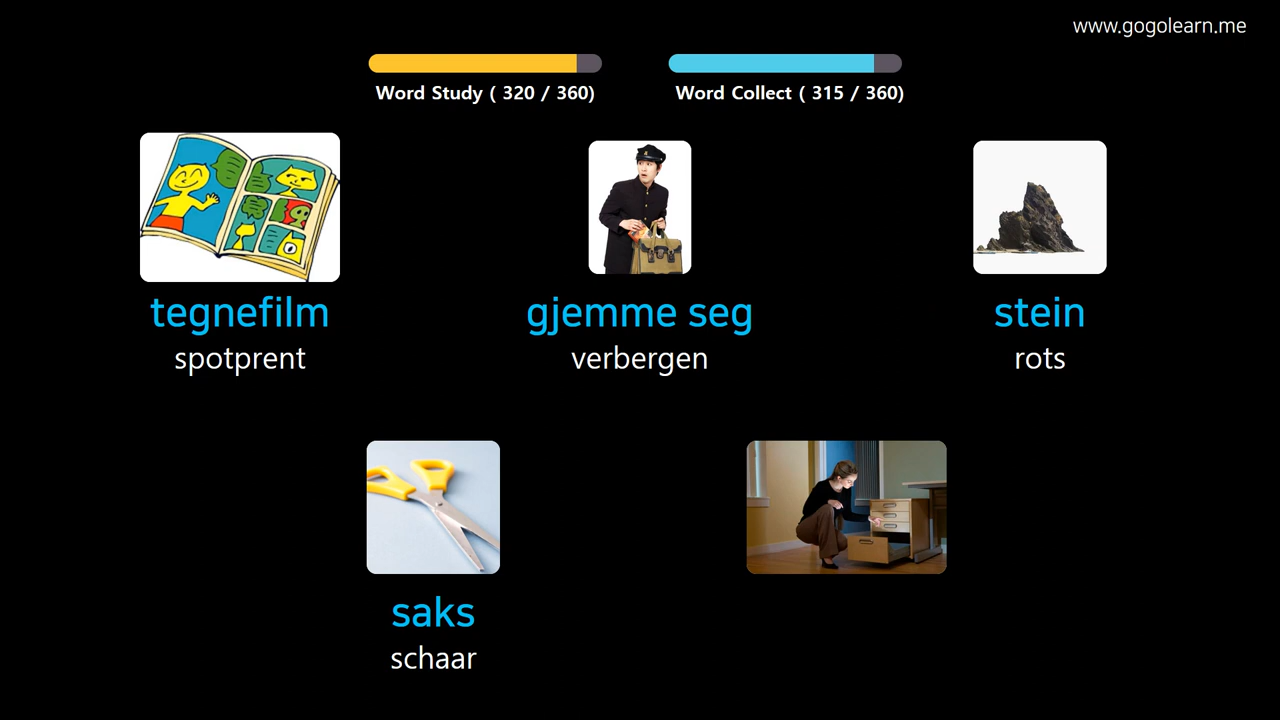 www.gogolearn.me
Word Study ( 320 / 360)
Word Collect ( 315 / 360)
tegnefilm
spotprent
gjemme seg
verbergen
stein
rots
saks
schaar